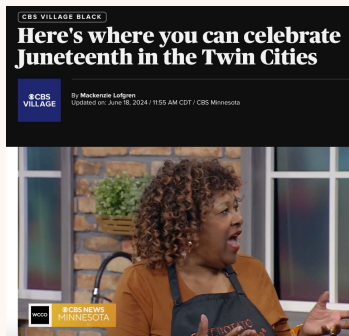 CBS VILLAGE BLACK
Here's where you can celebrate
Juneteenth in the Twin Cities
CBS
VILLAGE
By Mackenzie Lofgren
Updated on: June 18, 2024 / 11:55 AM CDT / CBS Minnesota
WCCO
CBS NEWS
MINNESOTA